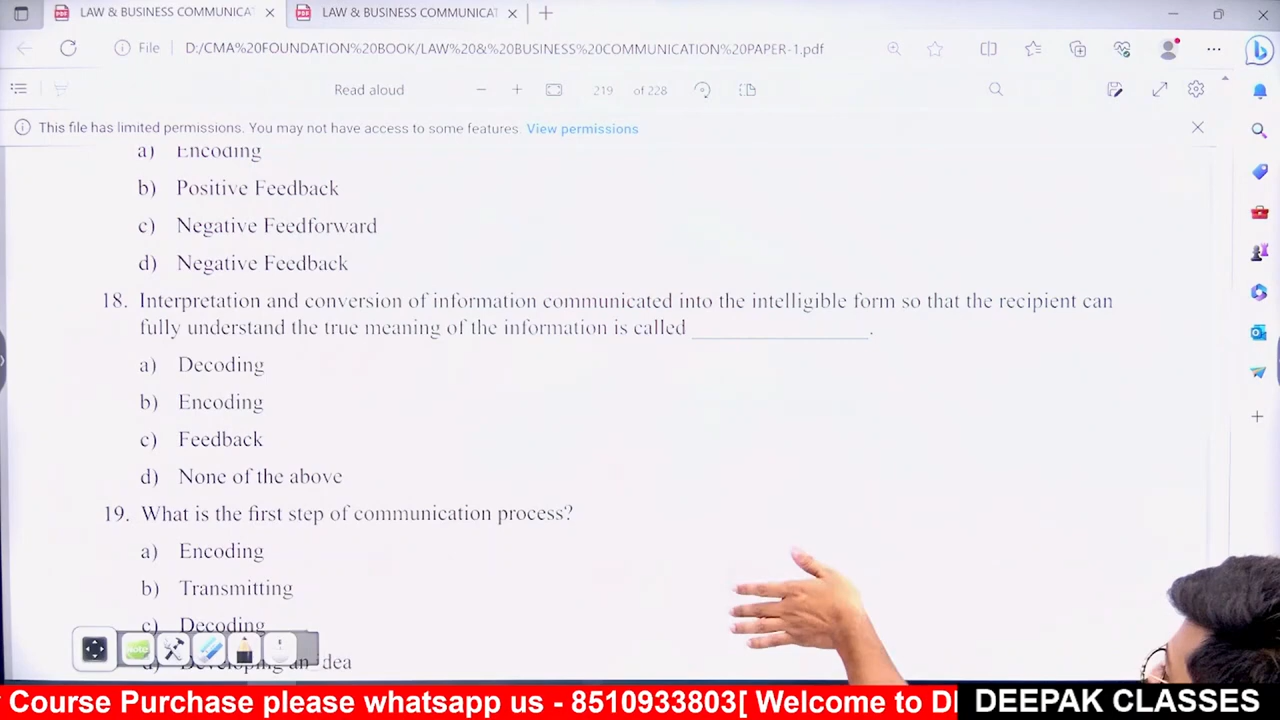 LAW & BUSINESS COMMUNICA
LAW & BUSINESS COMMUNICAT
File D:/CMA%20FOUNDATION%20BOOK/LAW%20&%20BUSINESS%20COMMUNICATION%20PAPER-1.pdf
Read aloud 219 of 228
This file has limited permissions. You may not have access to some features. View permissions
a) Encoding
b) Positive Feedback
c) Negative Feedforward
d) Negative Feedback
18. Interpretation and conversion of information communicated into the intelligible form so that the recipient can
fully understand the true meaning of the information is called ____________________.
a) Decoding
b) Encoding
c) Feedback
d) None of the above
19. What is the first step of communication process?
a) Encoding
b) Transmitting
c) Decoding
d) Developing an idea
Course Purchase please whatsapp us - 8510933803[ Welcome to D
DEEPAK CLASSES